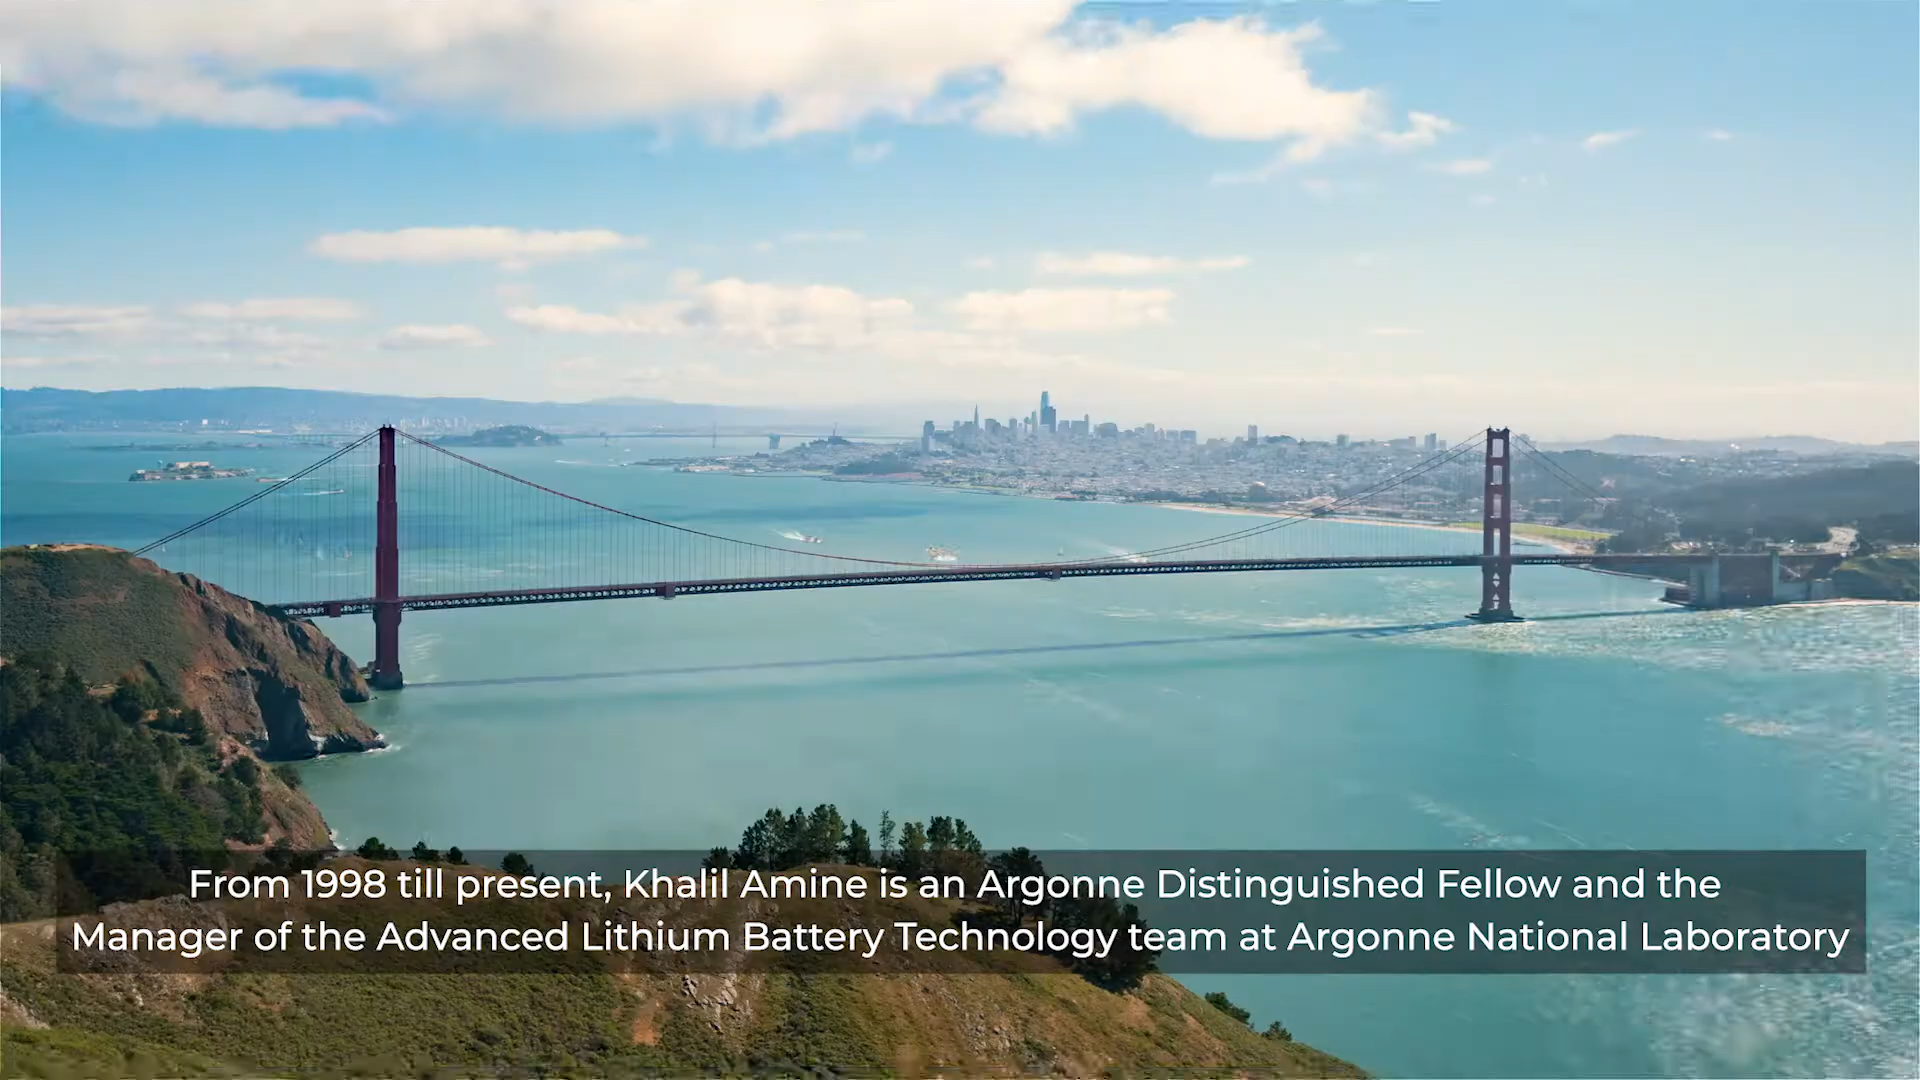 From 1998 till present, Khalil Amine is an Argonne Distinguished Fellow and the
Manager of the Advanced Lithium Battery Technology team at Argonne National Laboratory